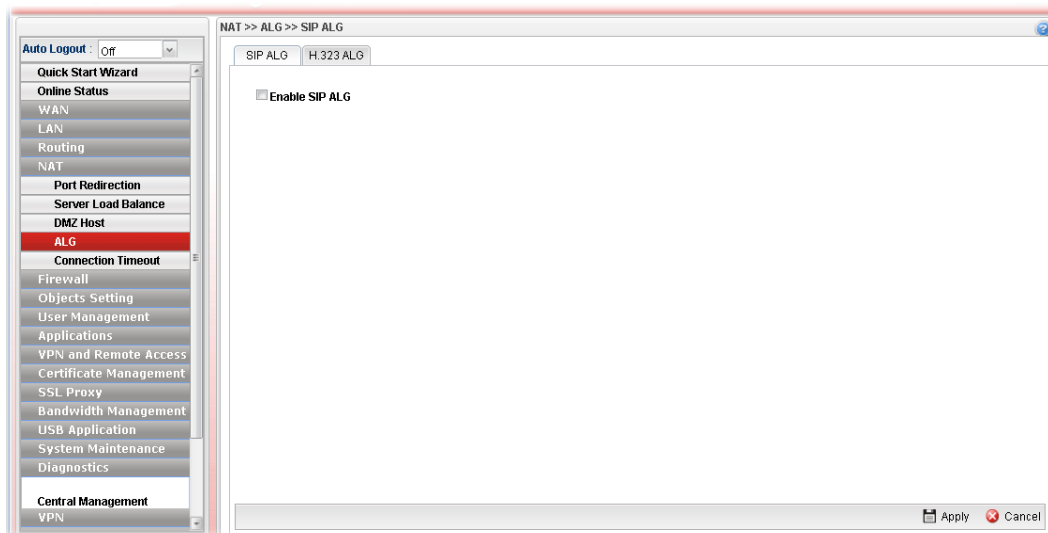 NAT >> ALG >> SIP ALG
Auto Logout : Off
SIP ALG H.323 ALG
Quick Start Wizard
Online Status
Enable SIP ALG
WAN
LAN
Routing
NAT
Port Redirection
Server Load Balance
DMZ Host
ALG
Connection Timeout
Firewall
Objects Setting
User Management
Applications
VPN and Remote Access
Certificate Management
SSL Proxy
Bandwidth Management
USB Application
System Maintenance
Diagnostics
Central Management
VPN
Apply Cancel